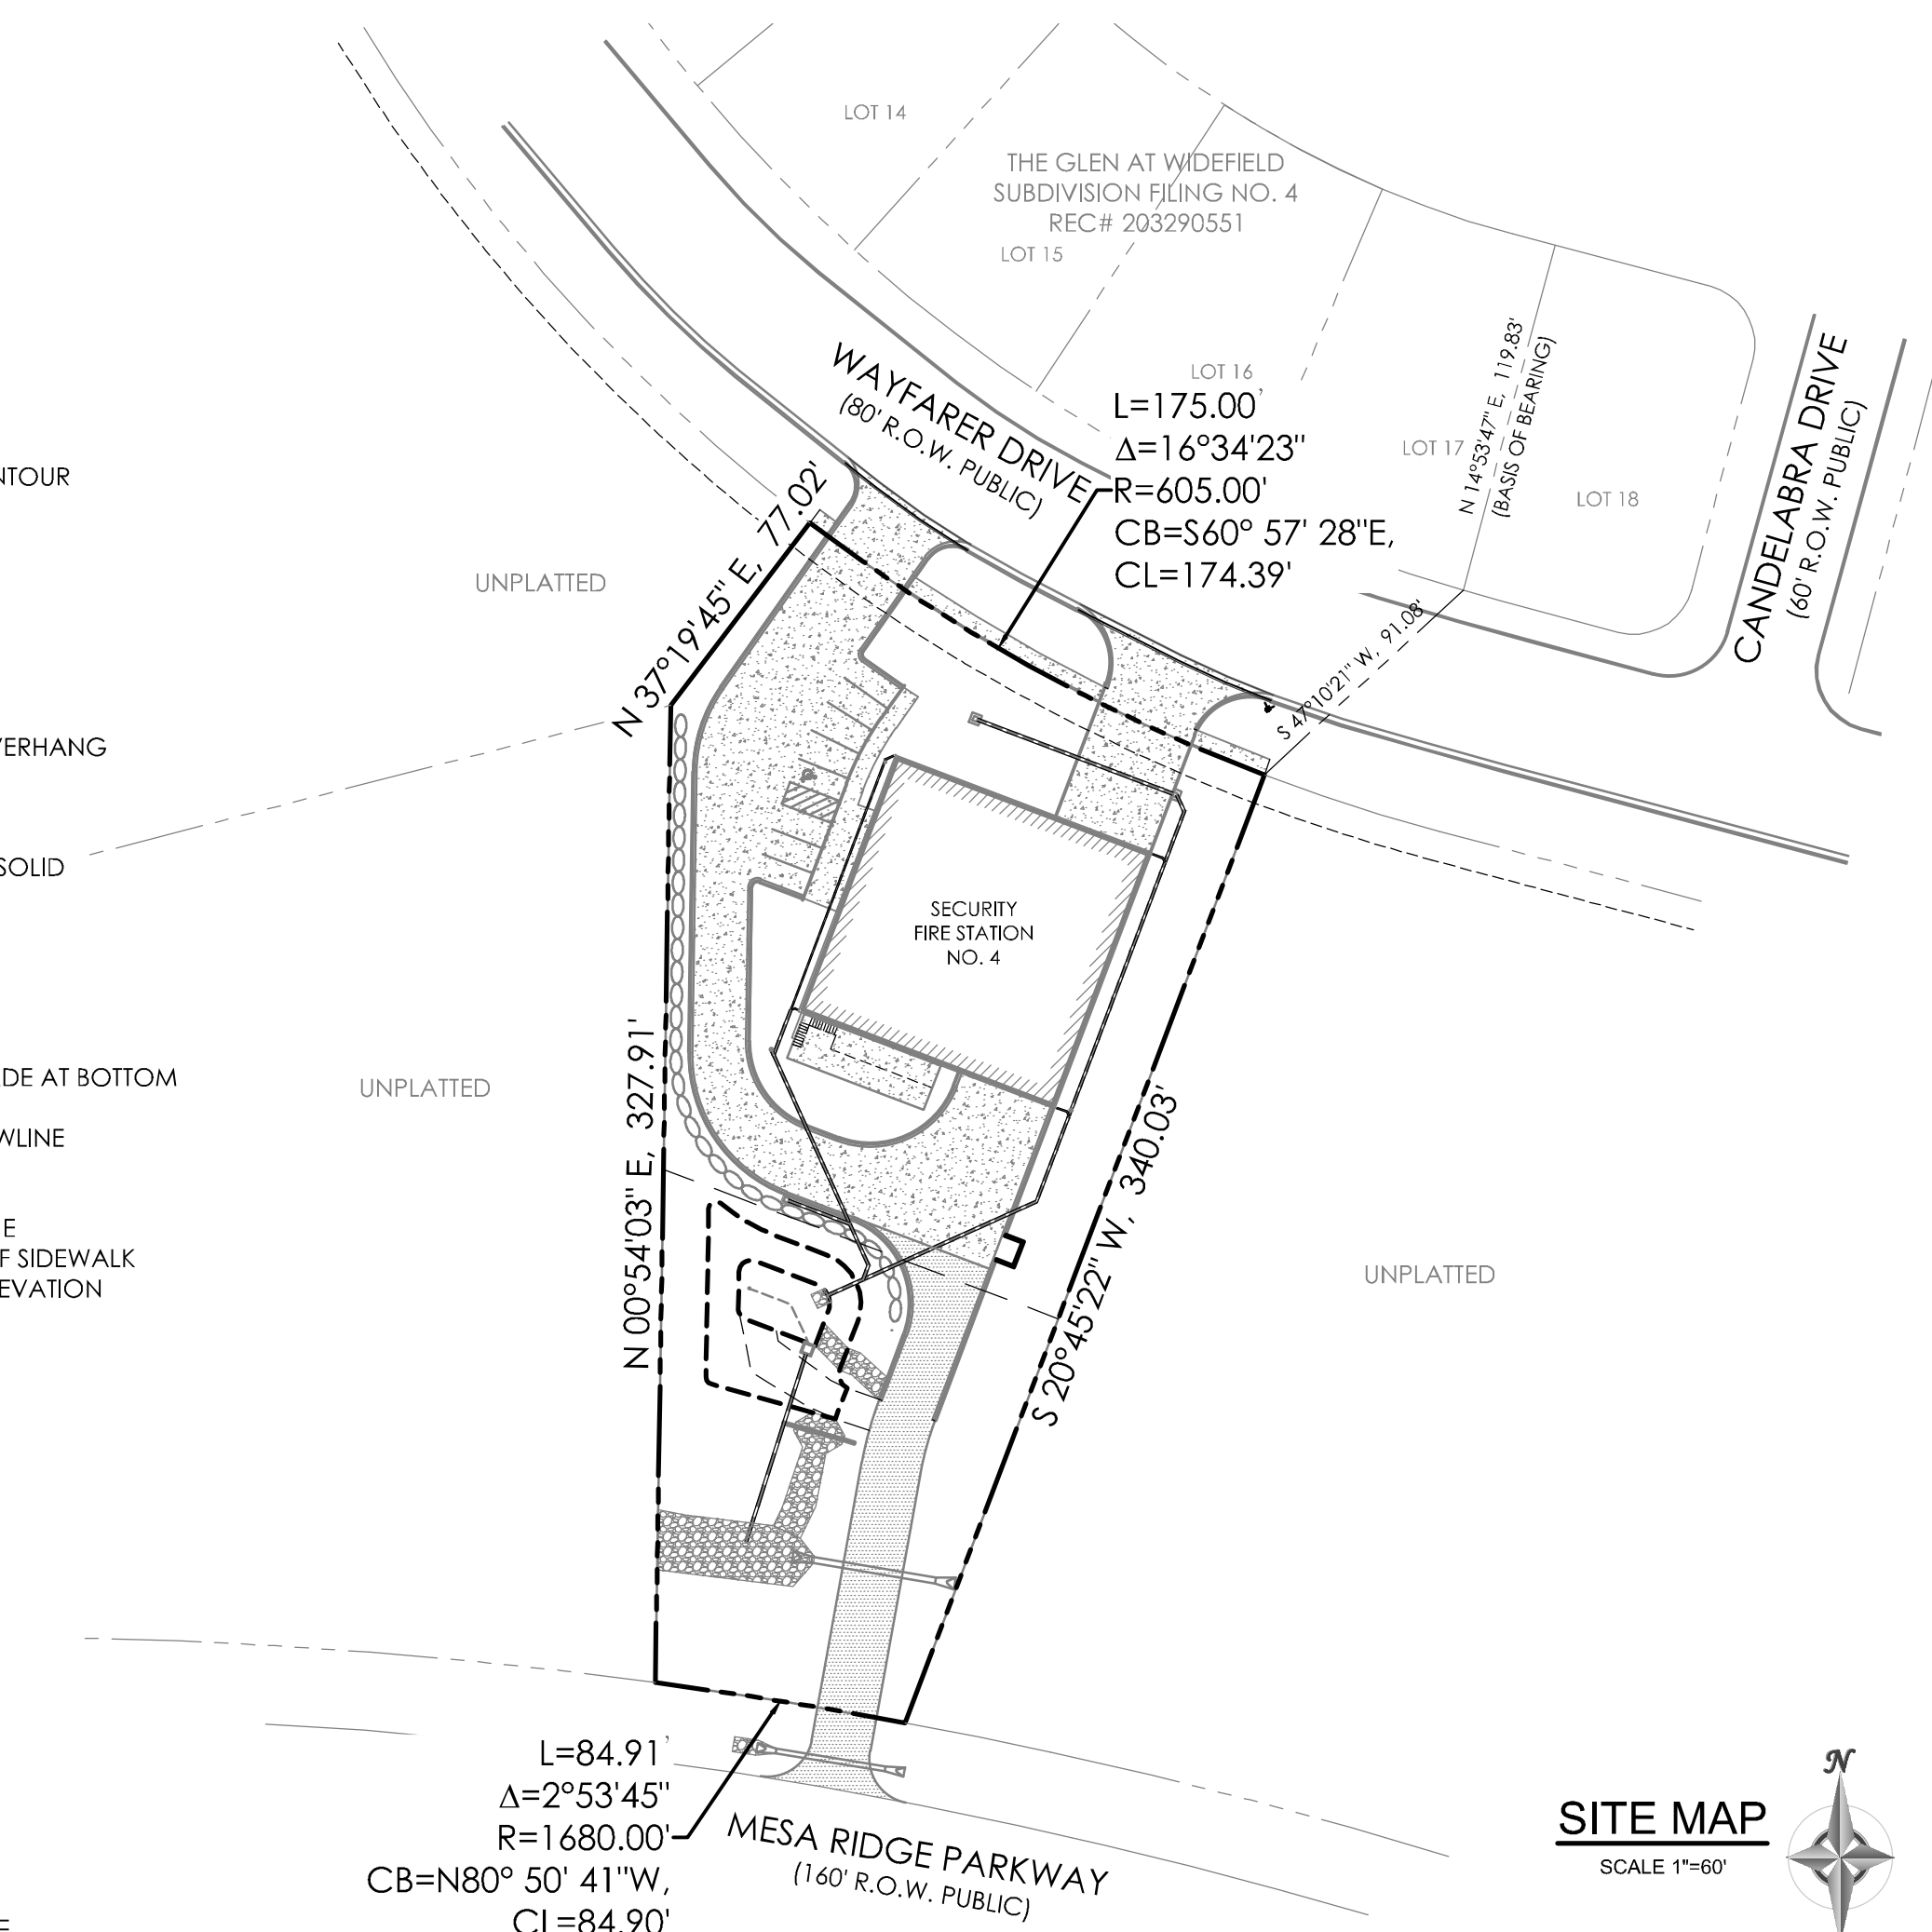 LOT 14
THE GLEN AT WIDEFIELD
SUBDIVISION FILING NO. 4
REC# 203290551
LOT 15
LOT 16
LOT 17
LOT 18
N 14°53'47" E, 119.83'
(BASIS OF BEARING)
CANDELABRA DRIVE
(60' R.O.W. PUBLIC)
WAYFARER DRIVE
(80' R.O.W. PUBLIC)
L=175.00'
Δ=16°34'23"
R=605.00'
CB=S60° 57' 28"E,
CL=174.39'
S 47°10'21" W, 91.08'
NTOUR
N 37°19'45" E, 77.02'
UNPLATTED
VERHANG
SOLID
SECURITY
FIRE STATION
NO. 4
DE AT BOTTOM
UNPLATTED
N 00°54'03" E, 327.91'
S 20°45'22" W, 340.03'
WLINE
E
F SIDEWALK
EVATION
UNPLATTED
L=84.91'
Δ=2°53'45"
R=1680.00'
CB=N80° 50' 41"W,
CL=84.90'
MESA RIDGE PARKWAY
(160' R.O.W. PUBLIC)
N
SITE MAP
SCALE 1"=60'